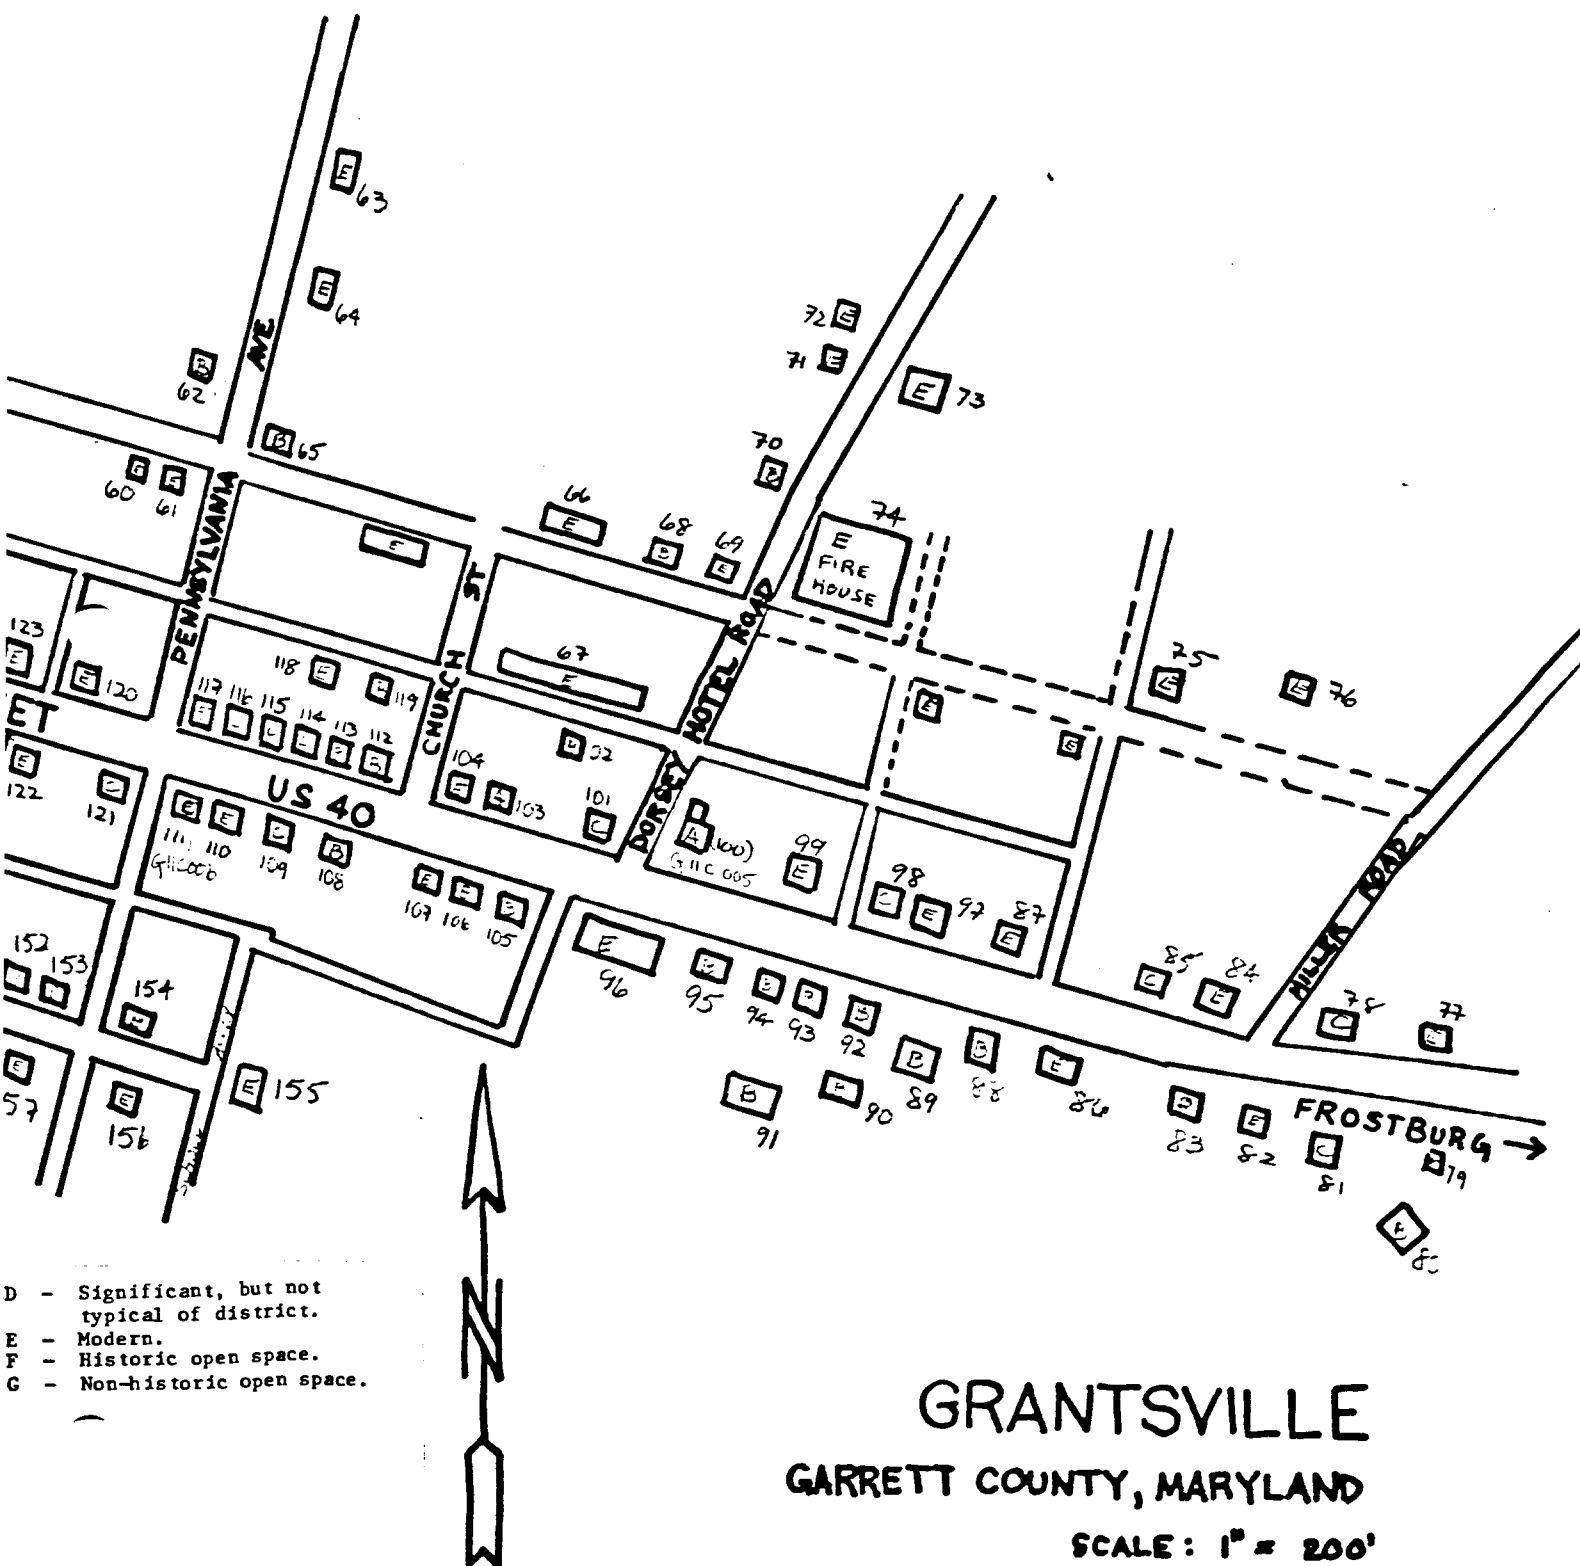 E
63
E
64
AVE
B
62
B
65
72 E
71 E
E 73
70
60
61
PENNSYLVANIA
E
66
E
68
B
69
E
74
E
FIRE
HOUSE
CHURCH ST
67
E
DORSEY HOTEL ROAD
75
E
E 76
123
E
E 120
118 E
119
117 116 115 114 113 112
E
B
ET
US 40
122
E
121
104
E
A 103
101
C
A (100)
G II C 005
99
E
E
E
111 110 109 108
E E
B
107 106 105
E
98 97 87
C E E
MILLER ROAD
85 84
C E
78 77
C
E
96
95
94
93
92
B
B
89
B
88
E
86
B
91
90
83
E
82
C
81
79
FROSTBURG →
152 153
154
E
57
E
156
E 155
N
D - Significant, but not
typical of district.
E - Modern.
F - Historic open space.
G - Non-historic open space.
GRANTSVILLE
GARRETT COUNTY, MARYLAND
SCALE: 1" = 200'